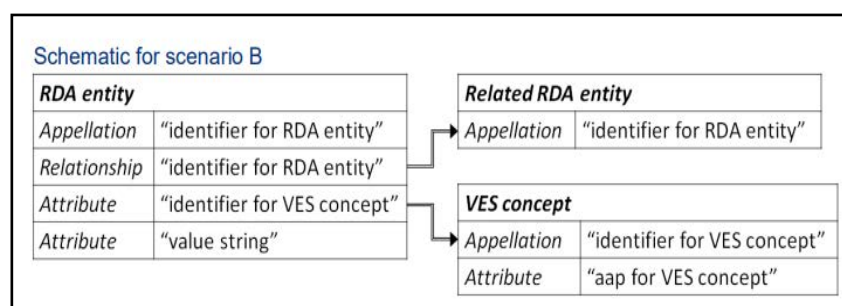 Schematic for scenario B
RDA entity
Appellation “identifier for RDA entity”
Relationship “identifier for RDA entity”
Attribute “identifier for VES concept”
Attribute “value string”
Related RDA entity
Appellation “identifier for RDA entity”
VES concept
Appellation “identifier for VES concept”
Attribute “aap for VES concept”